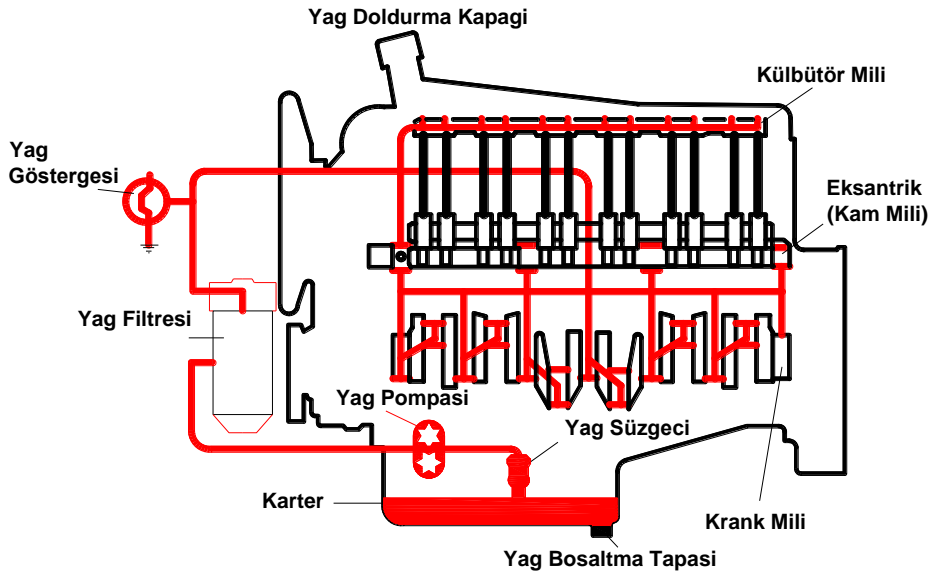 Yag Doldurma Kapagi
Külbütör Mili
Yag
Göstergesi
Eksantrik
(Kam Mili)
Yag Filtresi
Yag Pompasi
Yag Süzgeci
Karter
Krank Mili
Yag Bosaltma Tapasi